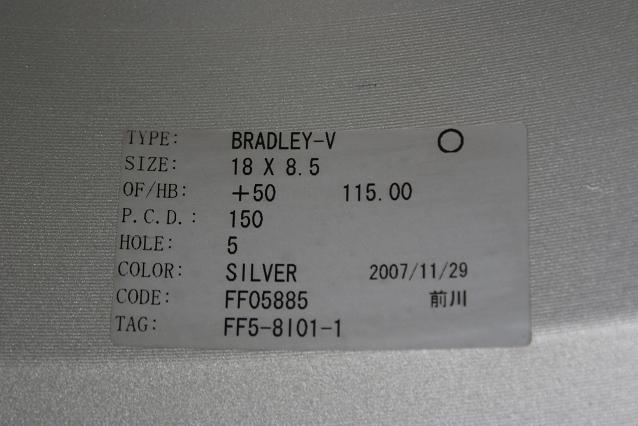 TYPE: BRADLEY-V ○
SIZE: 18 X 8.5
OF/HB: +50 115.00
P.C.D.: 150
HOLE: 5
COLOR: SILVER 2007/11/29
CODE: FF05885 前川
TAG: FF5-8I01-1